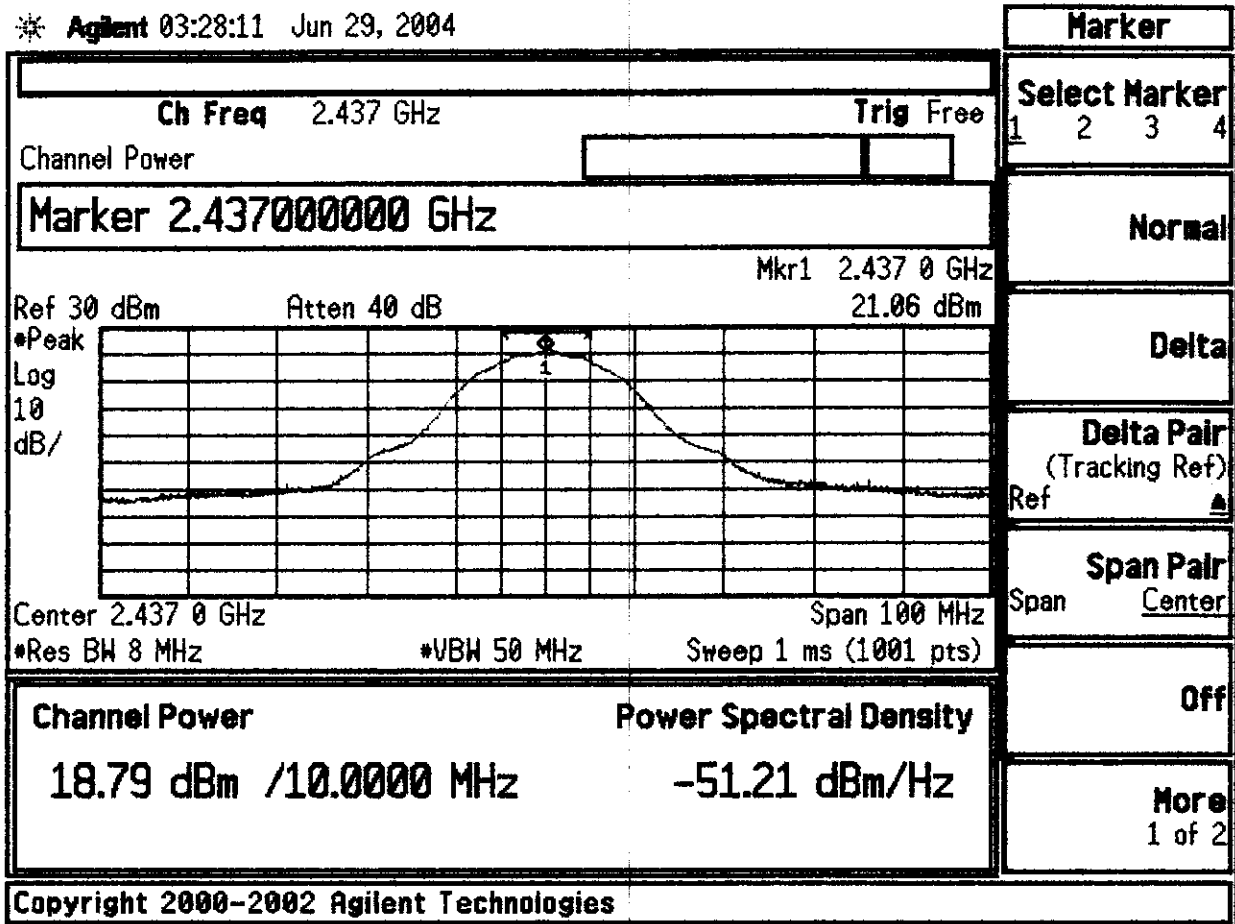 Agilent 03:28:11 Jun 29, 2004
Marker
Ch Freq 2.437 GHz
Trig Free
Channel Power
Marker 2.437000000 GHz
Mkr1 2.437 0 GHz
Ref 30 dBm
Atten 40 dB
21.06 dBm
*Peak
Log
10
dB/
1
Center 2.437 0 GHz
Span 100 MHz
*Res BW 8 MHz
*VBW 50 MHz
Sweep 1 ms (1001 pts)
Channel Power
Power Spectral Density
18.79 dBm /10.0000 MHz
-51.21 dBm/Hz
Select Marker
1 2 3 4
Normal
Delta
Delta Pair
(Tracking Ref)
Ref ▲
Span Pair
Span Center
Off
More
1 of 2
Copyright 2000-2002 Agilent Technologies